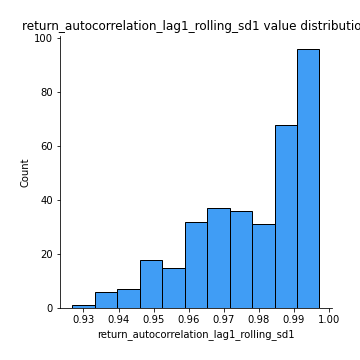 return_autocorrelation_lag1_rolling_sd1 value distributio
100
80
60
40
20
0
Count
0.93 0.94 0.95 0.96 0.97 0.98 0.99 1.00
return_autocorrelation_lag1_rolling_sd1